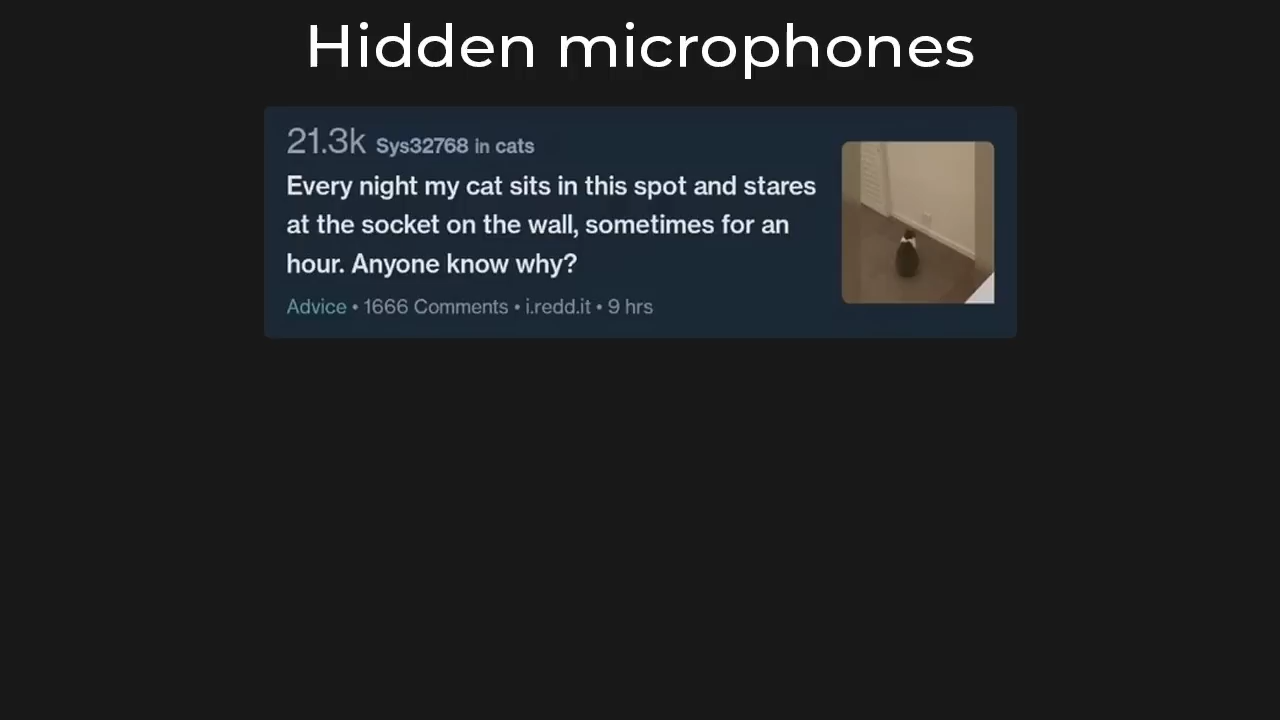 Hidden microphones
21.3k Sys32768 in cats
Every night my cat sits in this spot and stares
at the socket on the wall, sometimes for an
hour. Anyone know why?
Advice • 1666 Comments • i.redd.it • 9 hrs